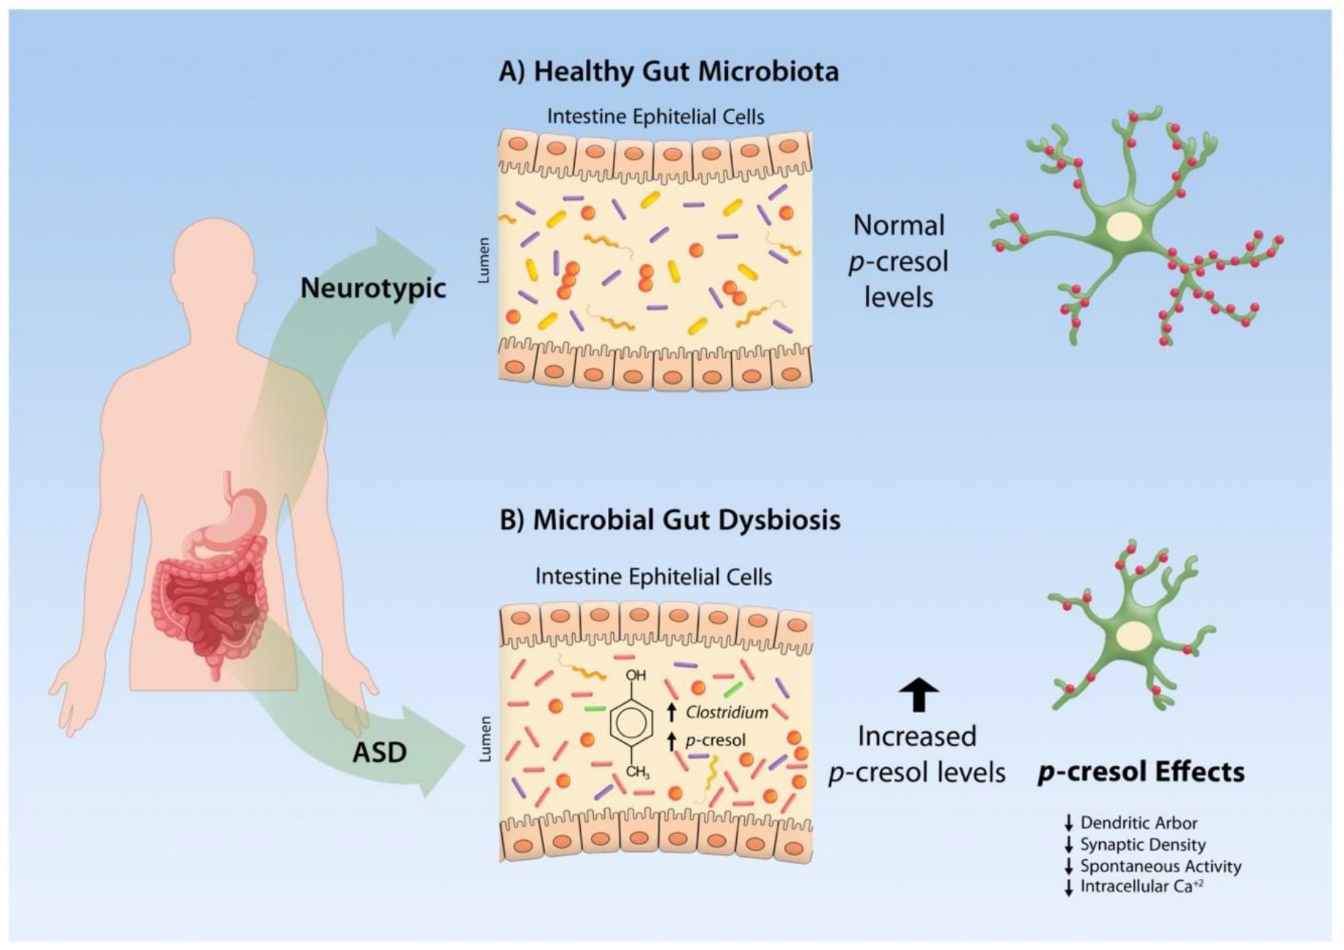 A) Healthy Gut Microbiota
Intestine Ephitelial Cells
Lumen
Neurotypic
Normal
p-cresol
levels
B) Microbial Gut Dysbiosis
Intestine Ephitelial Cells
Lumen
ASD
OH
↑ Clostridium
↑ p-cresol
CH₃
Increased
p-cresol levels
p-cresol Effects
↓ Dendritic Arbor
↓ Synaptic Density
↓ Spontaneous Activity
↓ Intracellular Ca⁺²